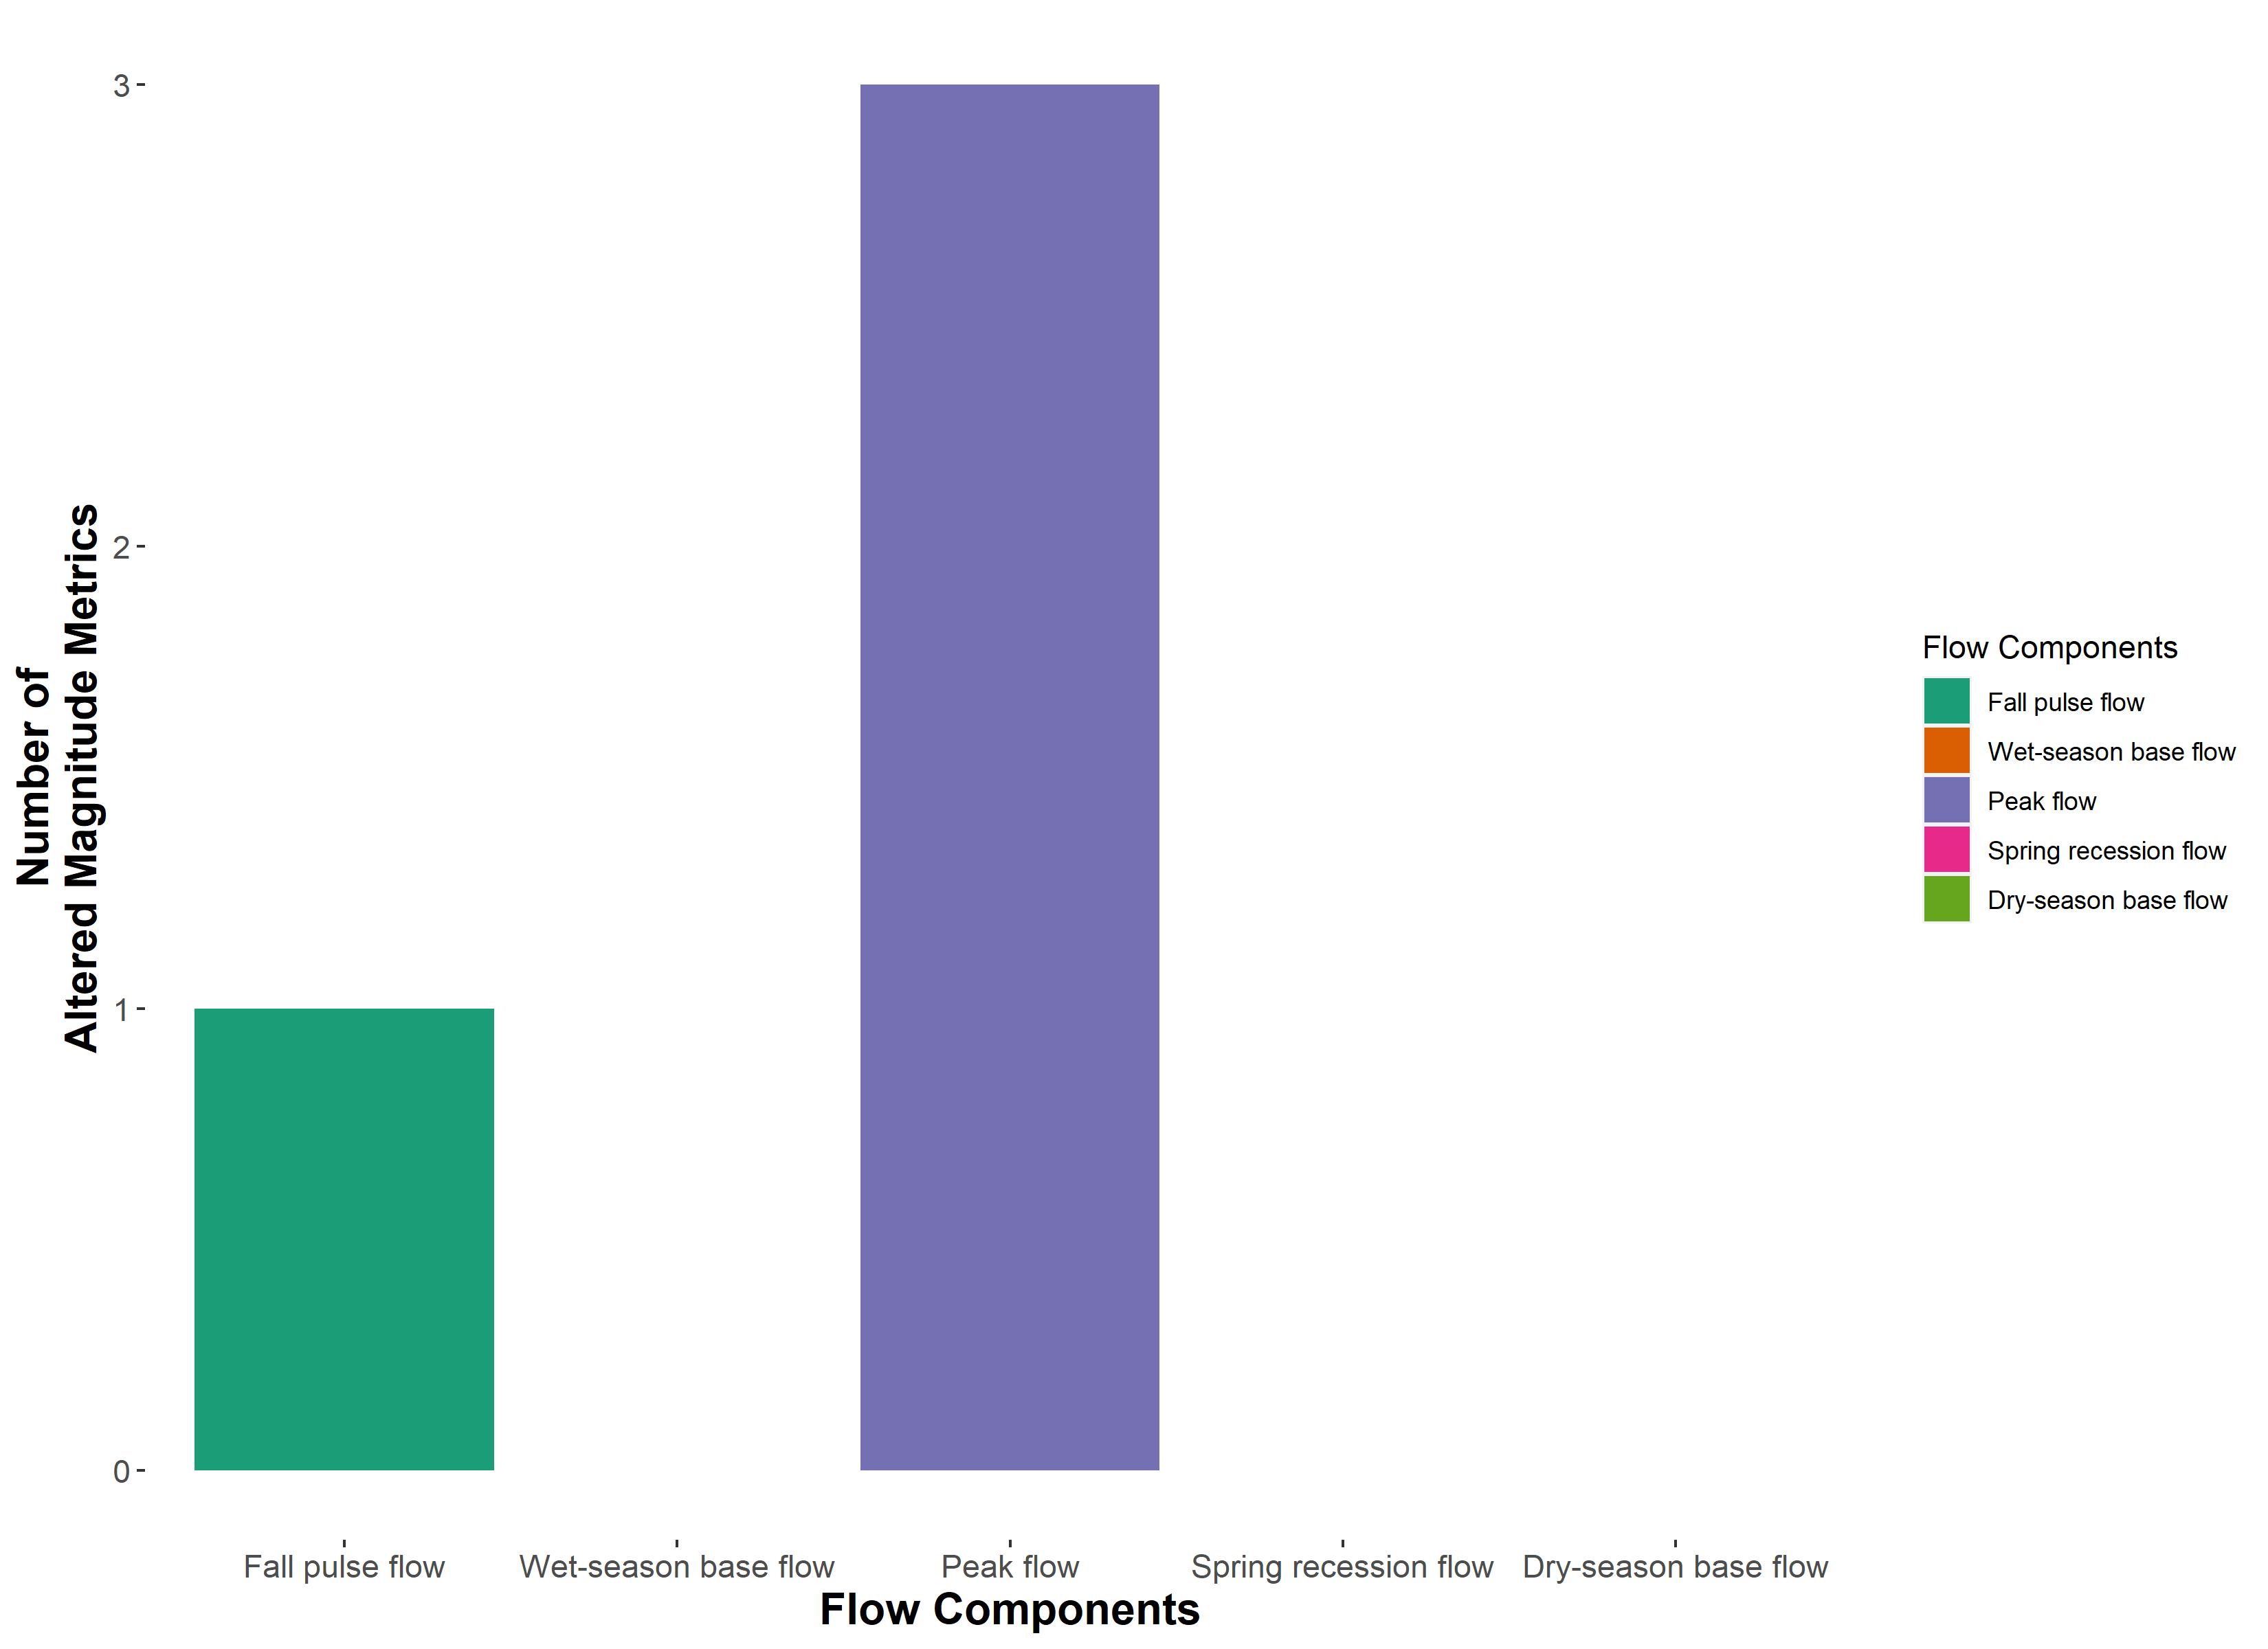 Number of
Altered Magnitude Metrics
3
2
1
0
Fall pulse flow
Wet-season base flow
Peak flow
Spring recession flow
Dry-season base flow
Flow Components
Flow Components
Fall pulse flow
Wet-season base flow
Peak flow
Spring recession flow
Dry-season base flow